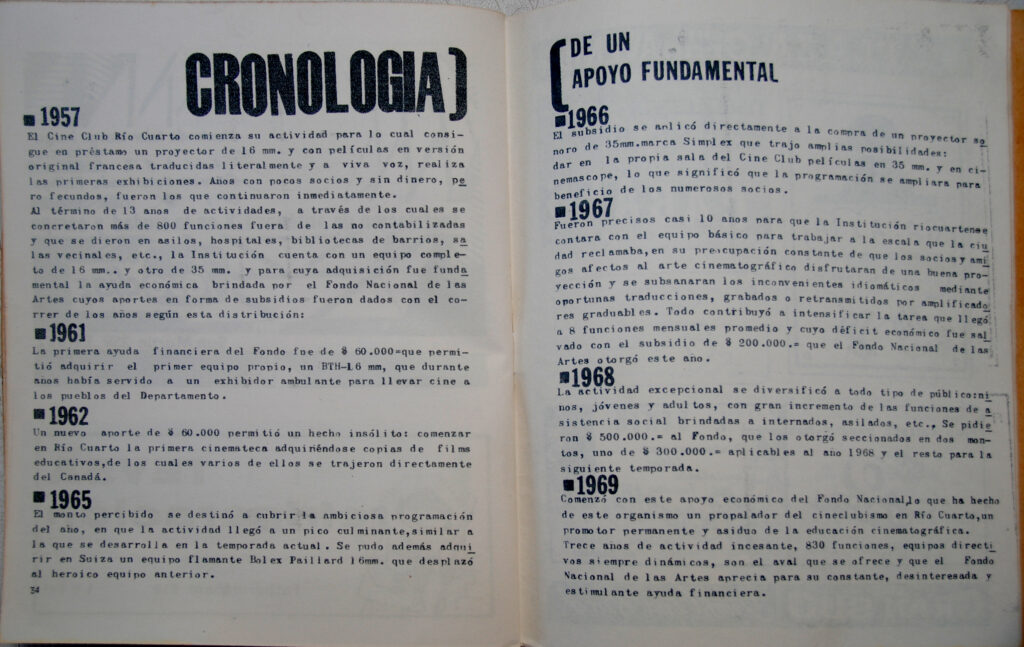 CRONOLOGIA)
1957
El Cine Club Río Cuarto comienza su actividad para lo cual consi-
gue en préstamo un proyector de 16 mm. y con películas en versión
original francesa traducidas literalmente y a viva voz, realiza
las primeras exhibiciones. Años con pocos socios y sin dinero, pe
ro fecundos, fueron los que continuaron inmediatamente.
Al término de 13 anos de actividades, a través de los cuales se
concretaron más de 800 funciones fuera de las no contabilizadas
y que se dieron en asilos, hospitales, bibliotecas de barrios, sa
las vecinales, etc., la Institución cuenta con un equipo comple-
to de 16 mm.. y otro de 35 mm. y para cuya adquisición fue funda
mental la ayuda económica brindada por el Fondo Nacional de las
Artes cuyos aportes en forma de subsidios fueron dados con el co-
rrer de los años según esta distribución:
1961
La primera ayuda financiera del Fondo fue de $ 60.000=que permi-
tió adquirir el primer equipo propio, un BTH-16 mm, que durante
años había servido a un exhibidor ambulante para llevar cine a
los pueblos del Departamento.
1962
Un nuevo aporte de $ 60.000 permitió un hecho insólito: comenzar
en Río Cuarto la primera cinemateca adquiriéndose copias de films
educativos,de los cuales varios de ellos se trajeron directamente
del Canadá.
1965
El monto percibido se destinó a cubrir la ambiciosa programación
del año, en que la actividad llegó a un pico culminante,similar a
la que se desarrolla en la temporada actual. Se pudo además adqui
rir en Suiza un equipo flamante Bolex Paillard 16mm. que desplazó
al heroico equipo anterior.
34
(DE UN
APOYO FUNDAMENTAL
1966
El subsidio se aplicó directamente a la compra de un proyector so
noro de 35mm.marca Simplex que trajo amplias posibilidades:
dar en la propia sala del Cine Club películas en 35 mm. y en ci-
nemascope, lo que significó que la programación se ampliara para
beneficio de los numerosos socios.
1967
Fueron precisos casi 10 años para que la Institución riocuartense
contara con el equipo básico para trabajar a la escala que la ciu
dad reclamaba,en su preocupación constante de que los socios y ami
gos afectos al arte cinematográfico disfrutaran de una buena pro-
yección y se subsanaran los inconvenientes idiomáticos mediante
oportunas traducciones, grabados o retransmitidos por amplificado
res graduables. Todo contribuyó a intensificar la tarea que llegó
a 8 funciones mensuales promedio y cuyo déficit económico fue sal
vado con el subsidio de $ 200.000.= que el Fondo Nacional de las
Artes otorgó este año.
1968
La actividad excepcional se diversificó a todo tipo de público:ni
ños, jóvenes y adultos, con gran incremento de las funciones de a
sistencia social brindadas a internados, asilados, etc., Se pidie
ron $ 500.000.= al Fondo, que los otorgó seccionados en dos mon-
tos, uno de $ 300.000.= aplicables al año 1968 y el resto para la
siguiente temporada.
1969
Comenzó con este apoyo económico del Fondo Nacional,lo que ha hecho
de este organismo un propalador del cineclubismo en Río Cuarto,un
promotor permanente y asiduo de la educación cinematográfica.
Trece años de actividad incesante, 830 funciones, equipos directi
vos siempre dinámicos, son el aval que se ofrece y que el Fondo
Nacional de las Artes aprecia para su constante, desinteresada y
estimulante ayuda financiera.